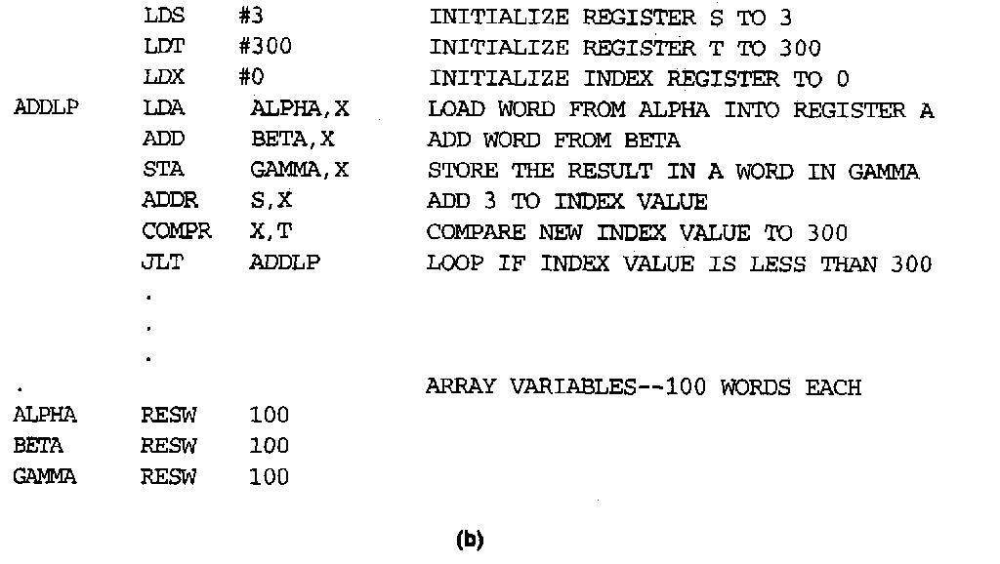 LDS #3 INITIALIZE REGISTER S TO 3
LDT #300 INITIALIZE REGISTER T TO 300
LDX #0 INITIALIZE INDEX REGISTER TO 0
ADDLP LDA ALPHA,X LOAD WORD FROM ALPHA INTO REGISTER A
ADD BETA,X ADD WORD FROM BETA
STA GAMMA,X STORE THE RESULT IN A WORD IN GAMMA
ADDR S,X ADD 3 TO INDEX VALUE
COMPR X,T COMPARE NEW INDEX VALUE TO 300
JLT ADDLP LOOP IF INDEX VALUE IS LESS THAN 300
.
.
.
. ARRAY VARIABLES--100 WORDS EACH
ALPHA RESW 100
BETA RESW 100
GAMMA RESW 100
(b)